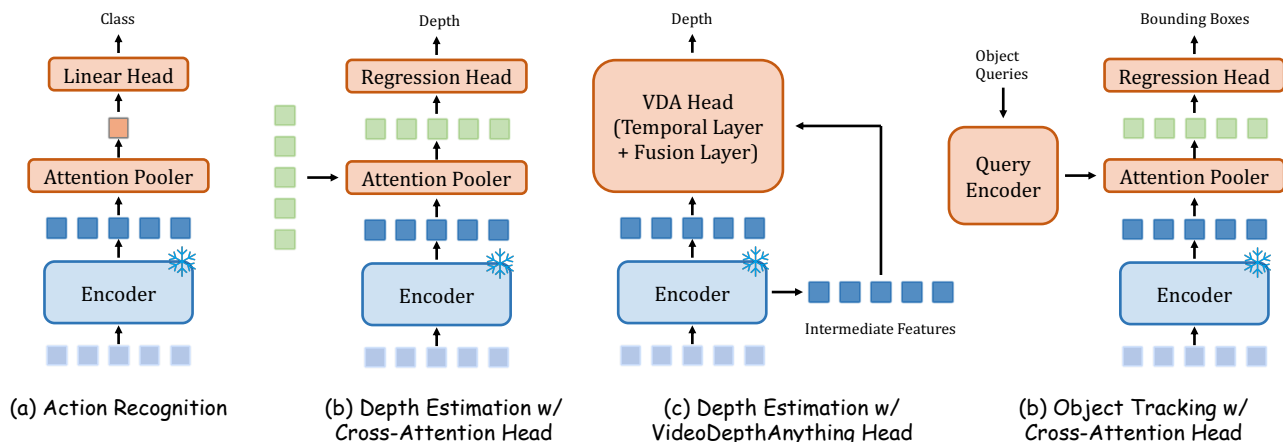 Class
Linear Head
Attention Pooler
Encoder
(a) Action Recognition
Depth
Regression Head
Attention Pooler
Encoder
(b) Depth Estimation w/
Cross-Attention Head
Depth
VDA Head
(Temporal Layer
+ Fusion Layer)
Encoder
Intermediate Features
(c) Depth Estimation w/
VideoDepthAnything Head
Object
Queries
Query
Encoder
Bounding Boxes
Regression Head
Attention Pooler
Encoder
(b) Object Tracking w/
Cross-Attention Head